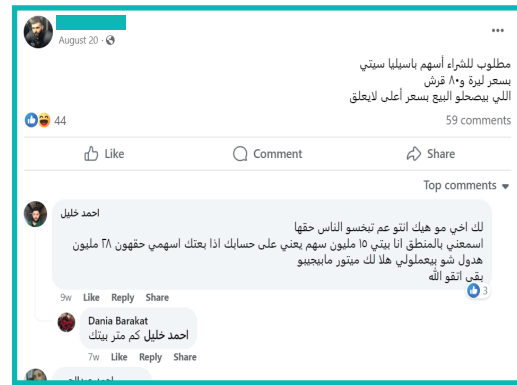 August 20
مطلوب للشراء أسهم باسيليا سيتي
بسعر ليرة و٨٠ قرش
اللي بيصحلو البيع بسعر أعلى لايعلق
44
59 comments
Like
Comment
Share
Top comments
احمد خليل
لك اخي مو هيك انتو عم تبخسو الناس حقها
اسمعني بالمنطق انا بيتي ١٥ مليون سهم يعني على حسابك اذا بعتك اسهمي حقهون ٢٨ مليون
هدول شو بيعملولي هلا لك ميتور مابيجيبو
بقى اتقو الله
3
9w Like Reply Share
Dania Barakat
احمد خليل كم متر بيتك
7w Like Reply Share